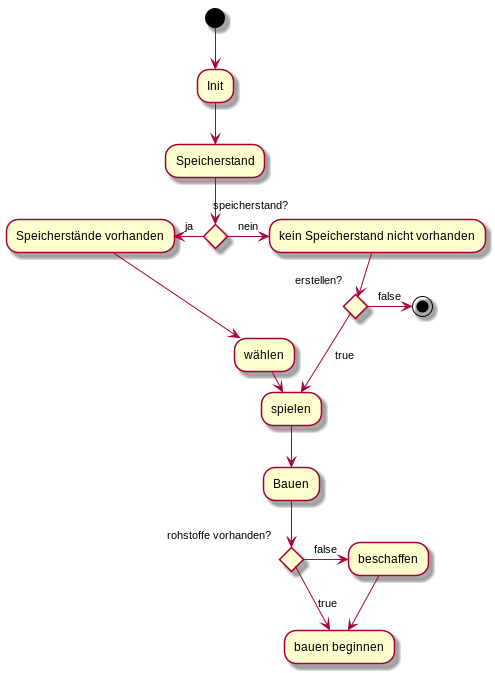 Init
Speicherstand
speicherstand?
ja
nein
Speicherstände vorhanden
kein Speicherstand nicht vorhanden
erstellen?
false
wählen
true
spielen
Bauen
rohstoffe vorhanden?
false
beschaffen
true
bauen beginnen